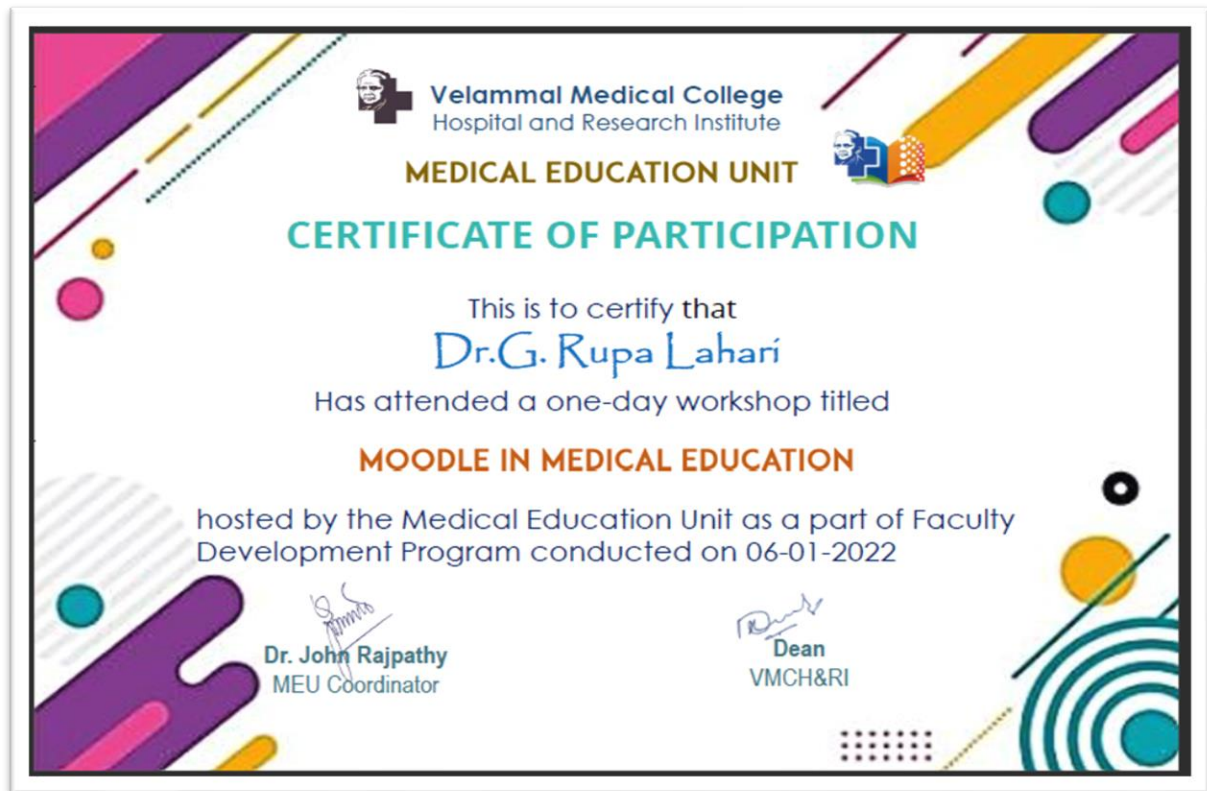 Velammal Medical College
Hospital and Research Institute
MEDICAL EDUCATION UNIT
CERTIFICATE OF PARTICIPATION
This is to certify that
Dr.G. Rupa Lahari
Has attended a one-day workshop titled
MOODLE IN MEDICAL EDUCATION
hosted by the Medical Education Unit as a part of Faculty
Development Program conducted on 06-01-2022
Dr. John Rajpathy
MEU Coordinator
Dean
VMCH&RI